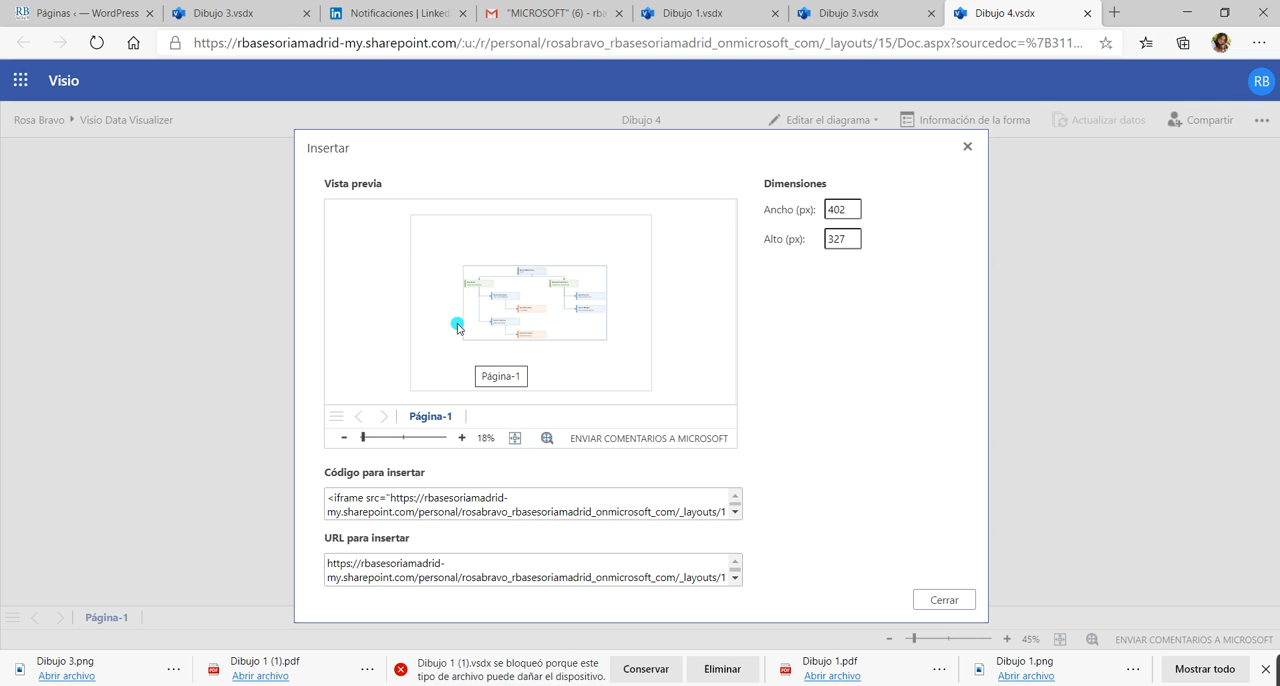 Páginas ‹ — WordPress
Dibujo 3.vsdx
Notificaciones | Linked
"MICROSOFT" (6) - rba
Dibujo 1.vsdx
Dibujo 3.vsdx
Dibujo 4.vsdx
https://rbasesoriamadrid-my.sharepoint.com/:u:/r/personal/rosabravo_rbasesoriamadrid_onmicrosoft_com/_layouts/15/Doc.aspx?sourcedoc=%7B311...
Visio
RB
Rosa Bravo
Visio Data Visualizer
Dibujo 4
Editar el diagrama
Información de la forma
Actualizar datos
Compartir
Insertar
Vista previa
Dimensiones
Ancho (px): 402
Alto (px): 327
Página-1
Página-1
18%
ENVIAR COMENTARIOS A MICROSOFT
Código para insertar
<iframe src="https://rbasesoriamadrid-
my.sharepoint.com/personal/rosabravo_rbasesoriamadrid_onmicrosoft_com/_layouts/1
URL para insertar
https://rbasesoriamadrid-
my.sharepoint.com/personal/rosabravo_rbasesoriamadrid_onmicrosoft_com/_layouts/1
Cerrar
Página-1
45%
ENVIAR COMENTARIOS A MICROSOFT
Dibujo 3.png
Abrir archivo
Dibujo 1 (1).pdf
Abrir archivo
Dibujo 1 (1).vsdx se bloqueó porque este
tipo de archivo puede dañar el dispositivo.
Conservar
Eliminar
Dibujo 1.pdf
Abrir archivo
Dibujo 1.png
Abrir archivo
Mostrar todo